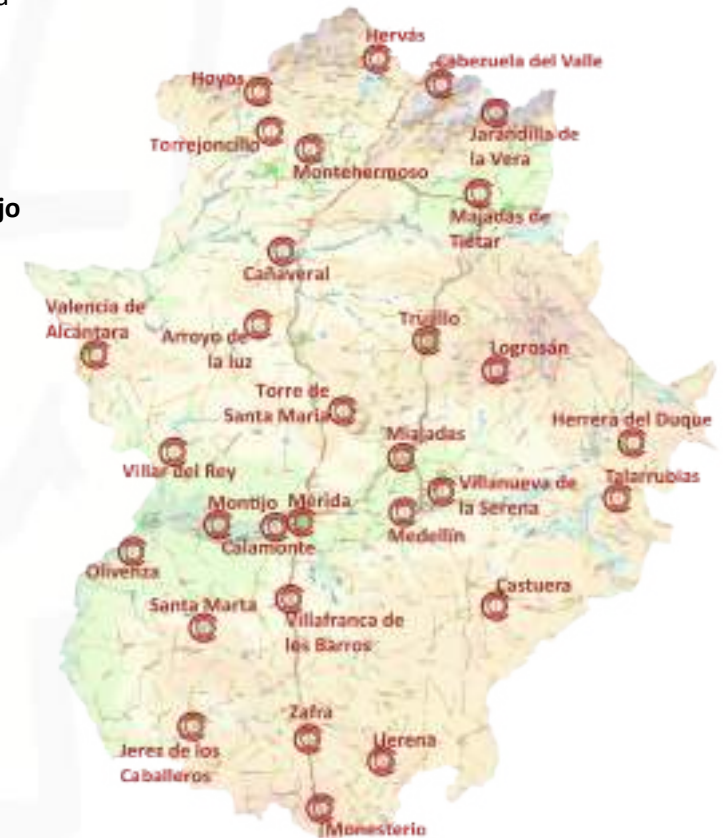 jo
Hervás
Cabezuela del Valle
Hoyos
Jarandilla de
la Vera
Torrejoncillo
Montehermoso
Majadas de
Tiétar
Cañaveral
Valencia de
Alcántara
Arroyo de
la luz
Trujillo
Logrosán
Torre de
Santa María
Herrera del Duque
Miajadas
Villar del Rey
Talarrubias
Villanueva de
la Serena
Montijo
Mérida
Medellín
Calamonte
Olivenza
Castuera
Santa Marta
Villafranca de
los Barros
Zafra
Llerena
Jerez de los
Caballeros
Monesterio